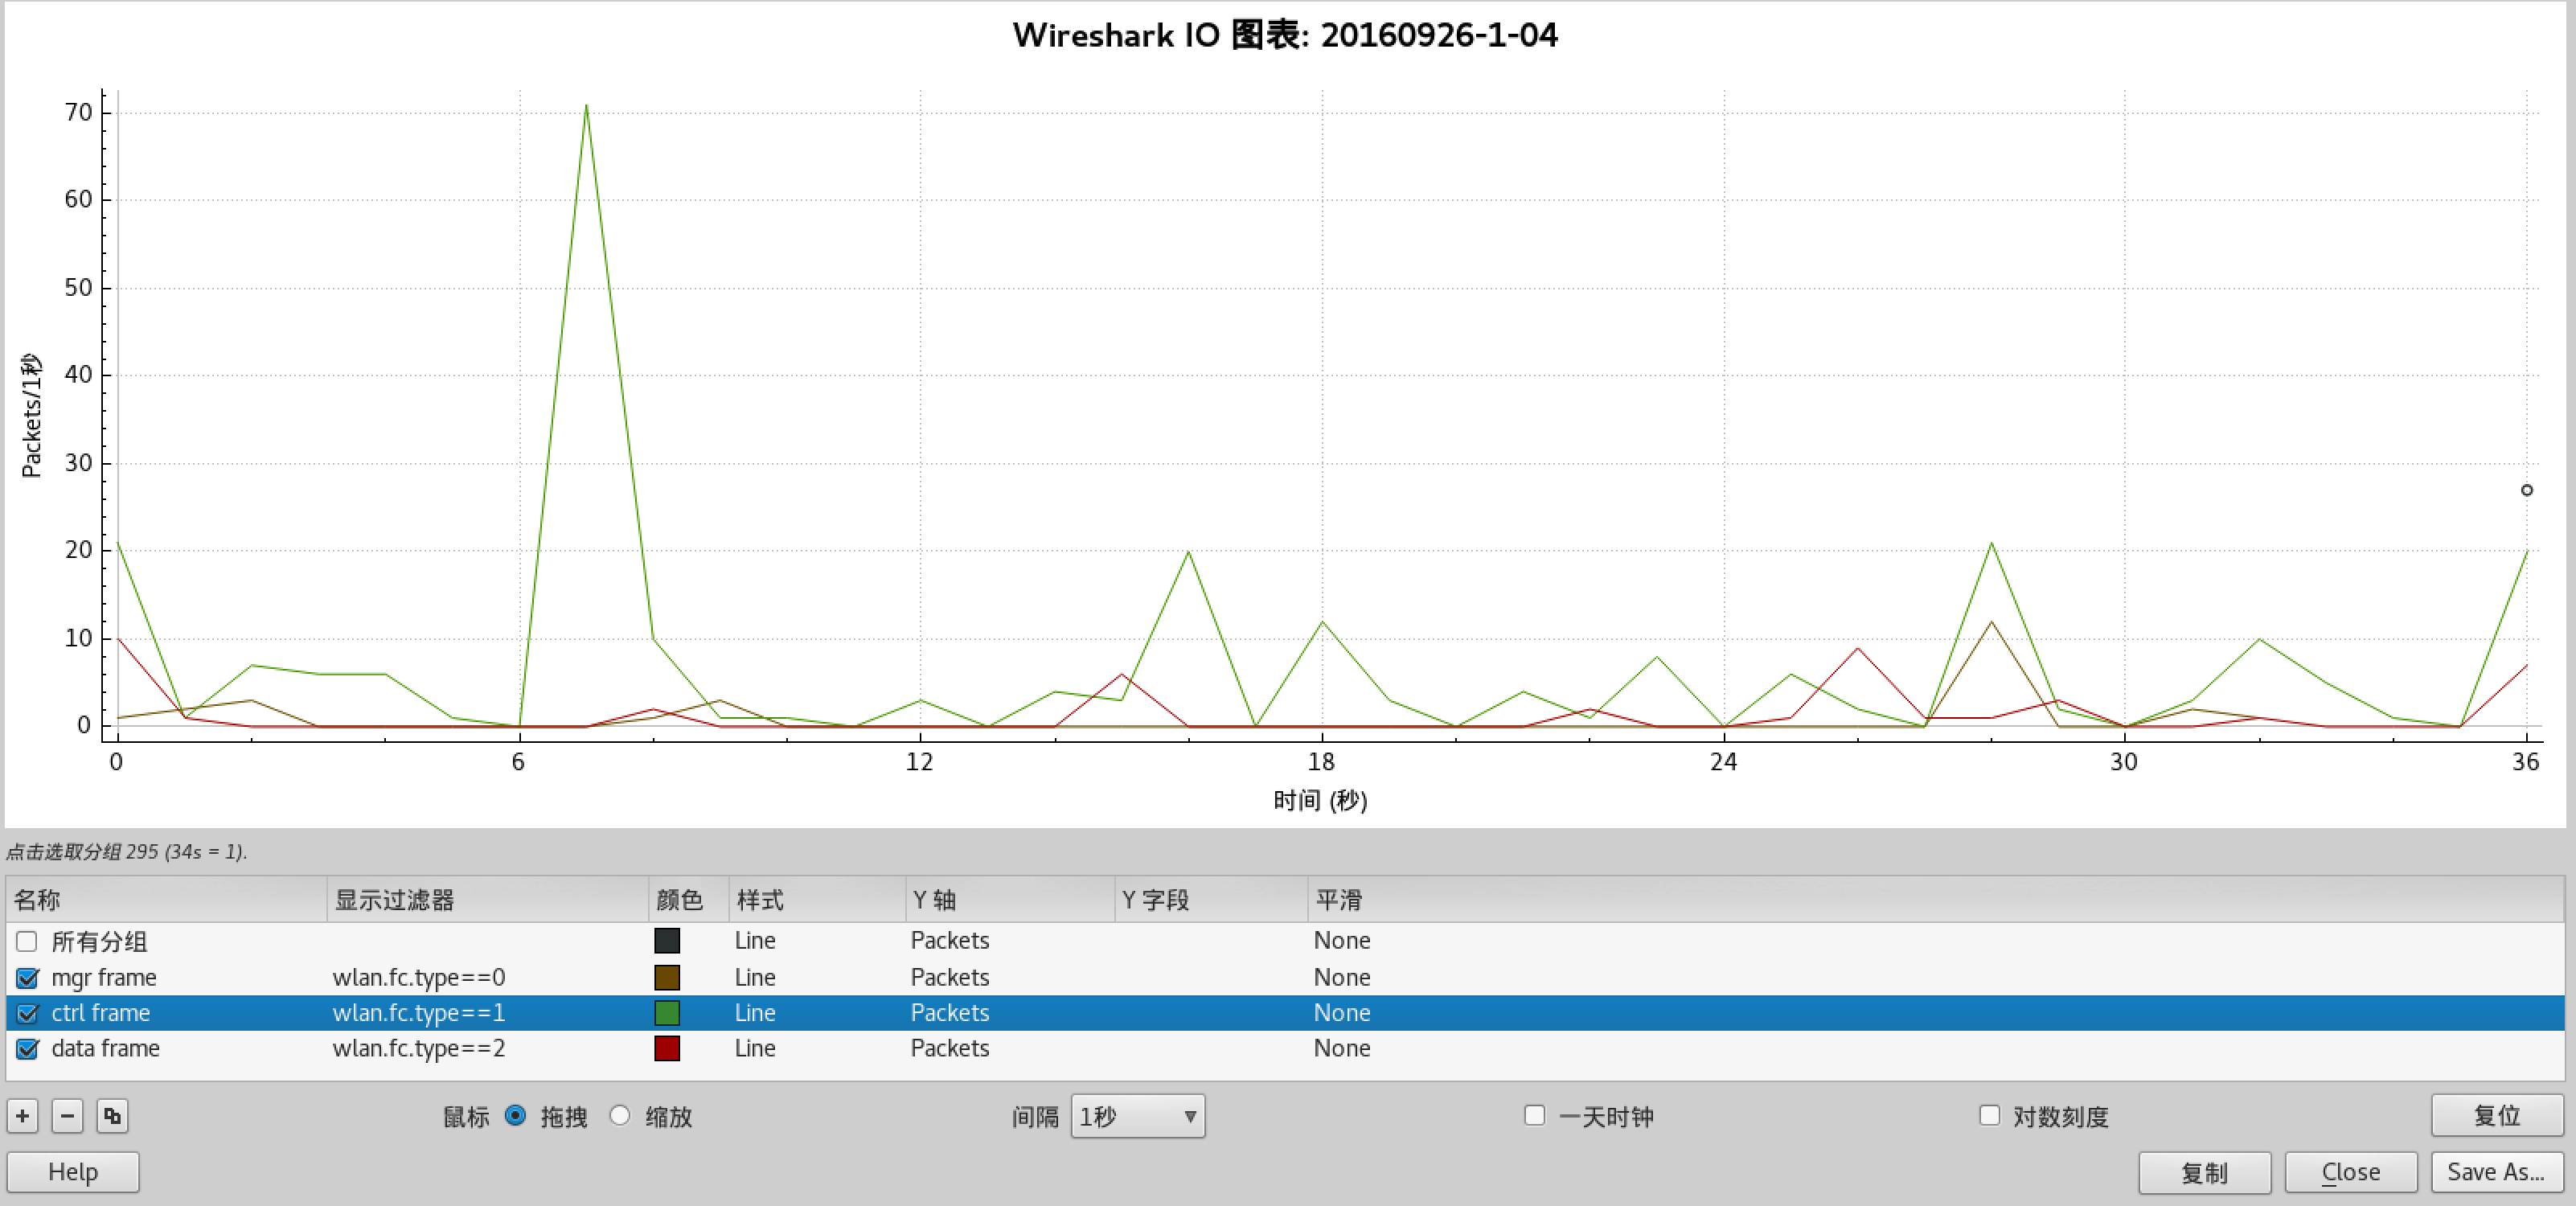 Wireshark IO 图表: 20160926-1-04
Packets/1秒
70
60
50
40
30
20
10
0
0 6 12 18 24 30 36
时间 (秒)
点击选取分组 295 (34s = 1).
名称 显示过滤器 颜色 样式 Y 轴 Y 字段 平滑
所有分组 Line Packets None
mgr frame wlan.fc.type==0 Line Packets None
ctrl frame wlan.fc.type==1 Line Packets None
data frame wlan.fc.type==2 Line Packets None
鼠标 拖拽 缩放 间隔 1秒 一天时钟 对数刻度 复位
Help 复制 Close Save As...